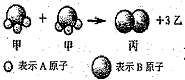 + → +3乙
甲 甲 丙
表示A原子 表示B原子